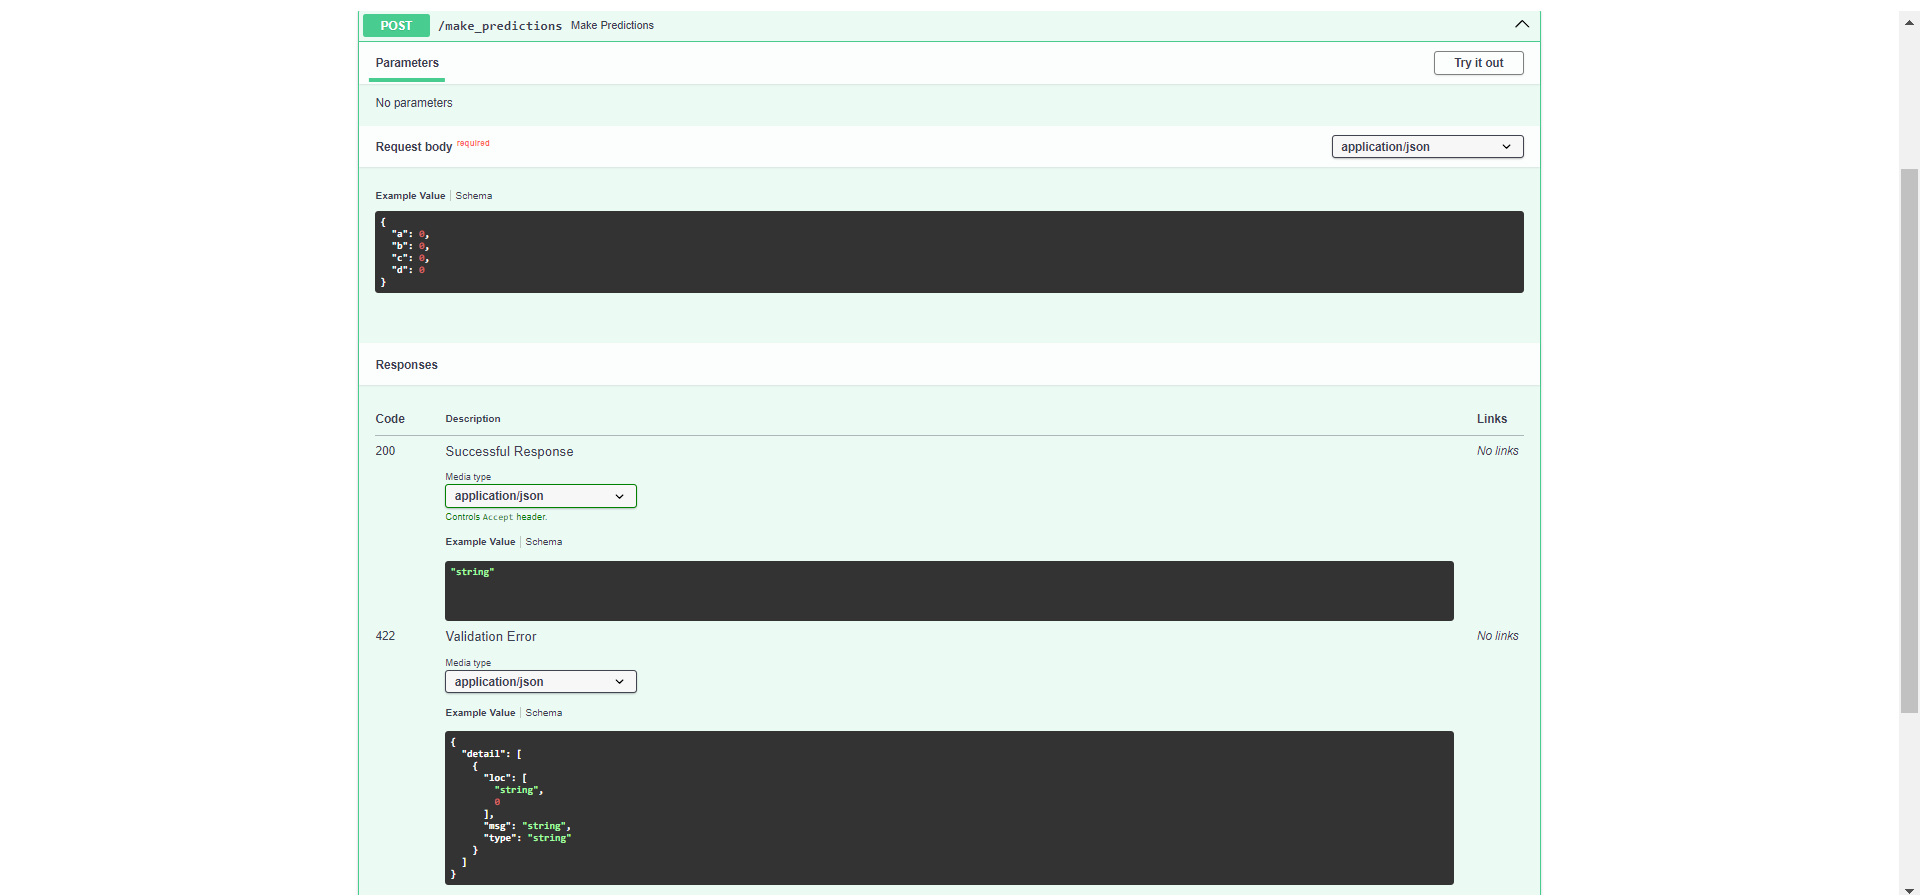 POST /make_predictions Make Predictions
Parameters Try it out
No parameters
Request body required application/json
Example Value Schema
{
"a": 0,
"b": 0,
"c": 0,
"d": 0
}
Responses
Code Description Links
200 Successful Response No links
Media type
application/json
Controls Accept header.
Example Value Schema
"string"
422 Validation Error No links
Media type
application/json
Example Value Schema
{
"detail": [
{
"loc": [
"string",
0
],
"msg": "string",
"type": "string"
}
]
}